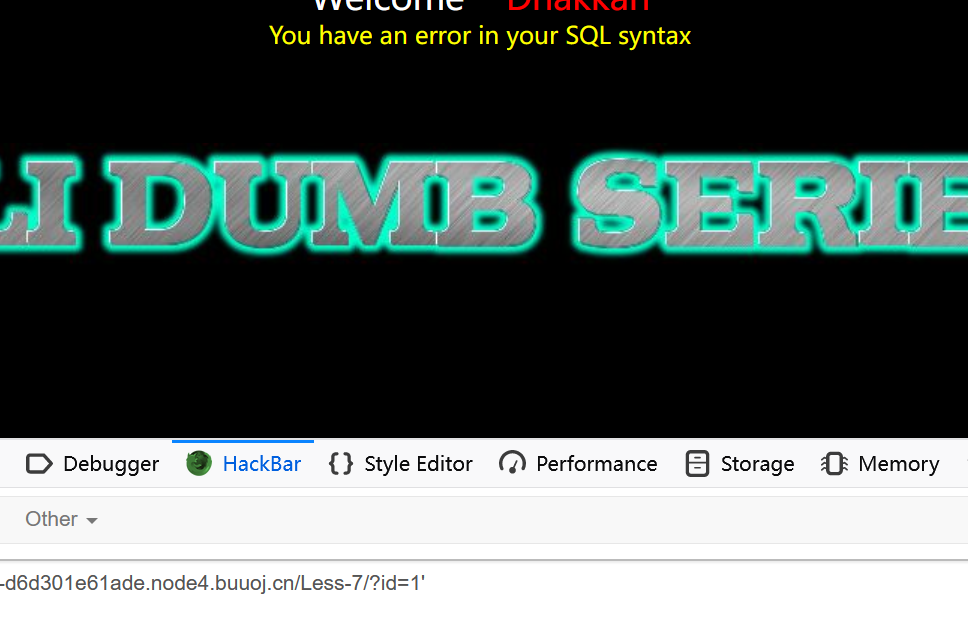 Welcome Dhakkan
You have an error in your SQL syntax
LI DUMB SERIE
Debugger HackBar Style Editor Performance Storage Memory
Other
-d6d301e61ade.node4.buuoj.cn/Less-7/?id=1'